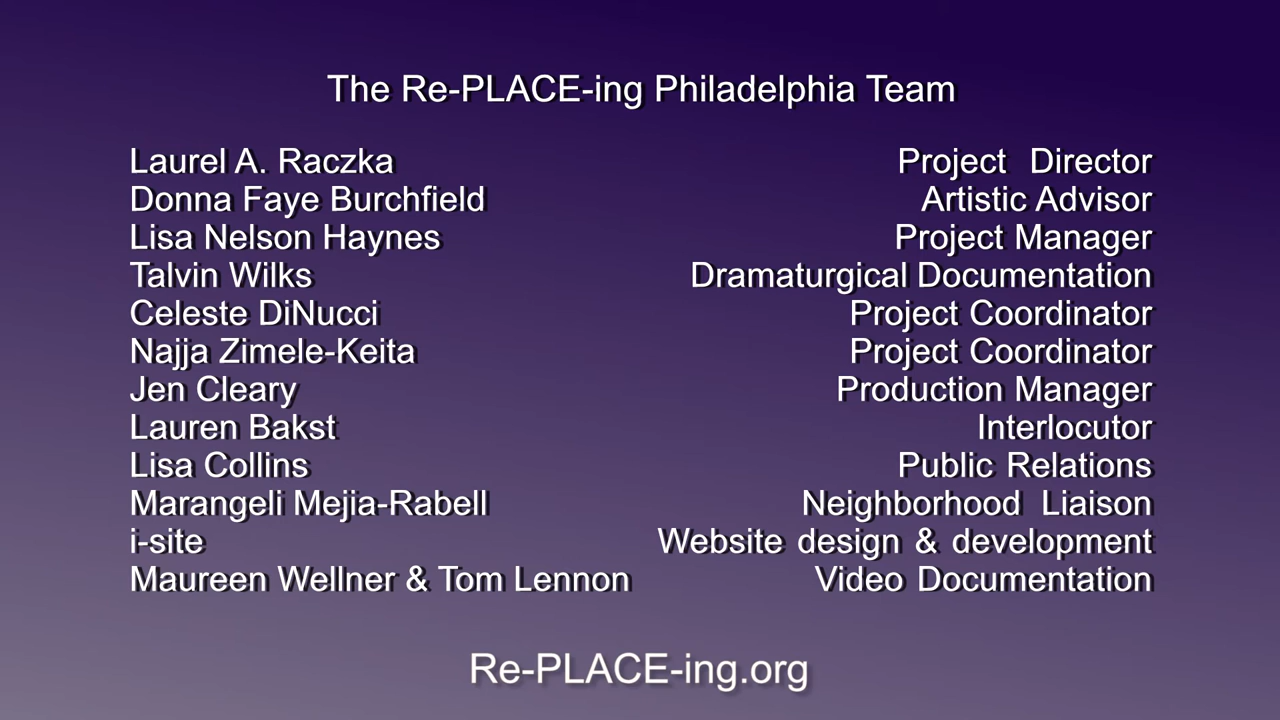 The Re-PLACE-ing Philadelphia Team
Laurel A. Raczka Project Director
Donna Faye Burchfield Artistic Advisor
Lisa Nelson Haynes Project Manager
Talvin Wilks Dramaturgical Documentation
Celeste DiNucci Project Coordinator
Najja Zimele-Keita Project Coordinator
Jen Cleary Production Manager
Lauren Bakst Interlocutor
Lisa Collins Public Relations
Marangeli Mejia-Rabell Neighborhood Liaison
i-site Website design & development
Maureen Wellner & Tom Lennon Video Documentation
Re-PLACE-ing.org